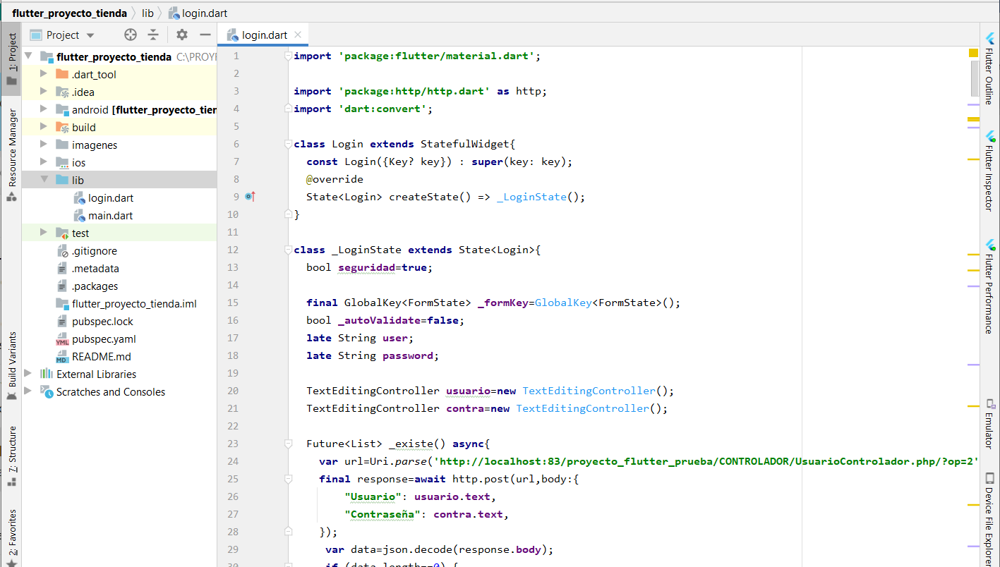 flutter_proyecto_tienda lib login.dart
Project
login.dart
1: Project
Resource Manager
Build Variants
7: Structure
2: Favorites
flutter_proyecto_tienda C:\PROYE
.dart_tool
.idea
android [flutter_proyecto_tien
build
imagenes
ios
lib
login.dart
main.dart
test
.gitignore
.metadata
.packages
flutter_proyecto_tienda.iml
pubspec.lock
pubspec.yaml
README.md
External Libraries
Scratches and Consoles
1 import 'package:flutter/material.dart';
2
3 import 'package:http/http.dart' as http;
4 import 'dart:convert';
5
6 class Login extends StatefulWidget{
7 const Login({Key? key}) : super(key: key);
8 @override
9 State<Login> createState() => _LoginState();
10 }
11
12 class _LoginState extends State<Login>{
13 bool seguridad=true;
14
15 final GlobalKey<FormState> _formKey=GlobalKey<FormState>();
16 bool _autoValidate=false;
17 late String user;
18 late String password;
19
20 TextEditingController usuario=new TextEditingController();
21 TextEditingController contra=new TextEditingController();
22
23 Future<List> _existe() async{
24 var url=Uri.parse('http://localhost:83/proyecto_flutter_prueba/CONTROLADOR/UsuarioControlador.php/?op=2'
25 final response=await http.post(url,body:{
26 "Usuario": usuario.text,
27 "Contraseña": contra.text,
28 });
29 var data=json.decode(response.body);
30 if (data.length==0) {
Flutter Outline
Flutter Inspector
Flutter Performance
Emulator
Device File Explorer